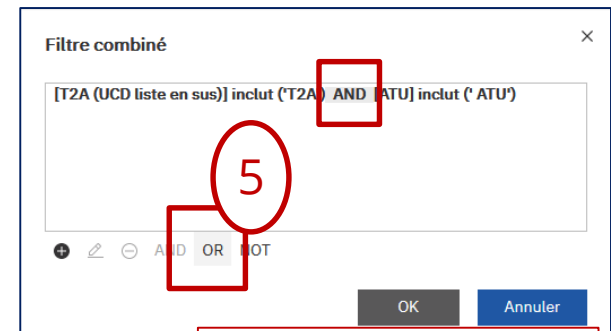 Filtre combiné
[T2A (UCD liste en sus)] inclut ('T2A') AND [ATU] inclut (' ATU')
5
AND OR NOT
OK Annuler